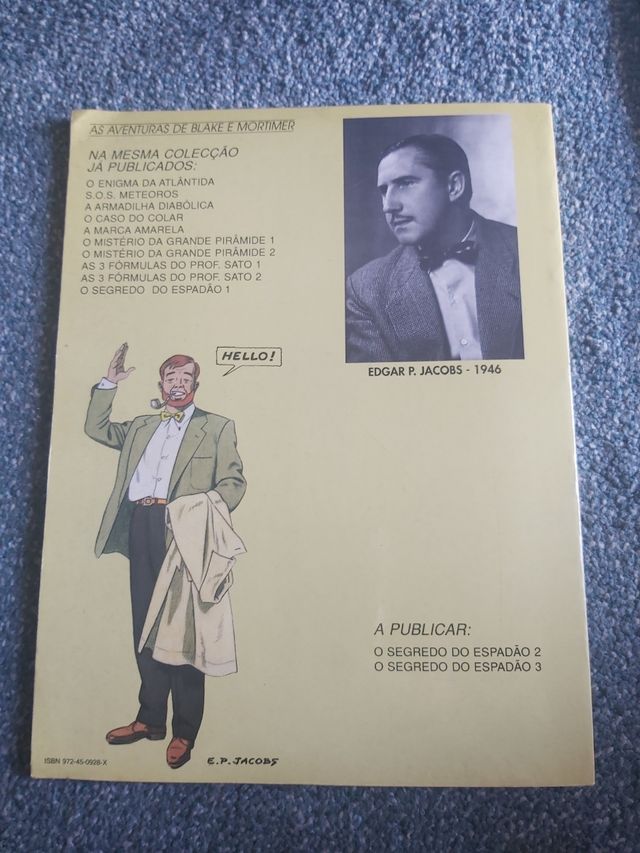 AS AVENTURAS DE BLAKE E MORTIMER
NA MESMA COLECÇÃO
JÁ PUBLICADOS:
O ENIGMA DA ATLÂNTIDA
S.O.S. METEOROS
A ARMADILHA DIABÓLICA
O CASO DO COLAR
A MARCA AMARELA
O MISTÉRIO DA GRANDE PIRÂMIDE 1
O MISTÉRIO DA GRANDE PIRÂMIDE 2
AS 3 FÓRMULAS DO PROF. SATO 1
AS 3 FÓRMULAS DO PROF. SATO 2
O SEGREDO DO ESPADÃO 1
EDGAR P. JACOBS - 1946
HELLO!
A PUBLICAR:
O SEGREDO DO ESPADÃO 2
O SEGREDO DO ESPADÃO 3
ISBN 972-45-0928-X
E.P. JACOBS